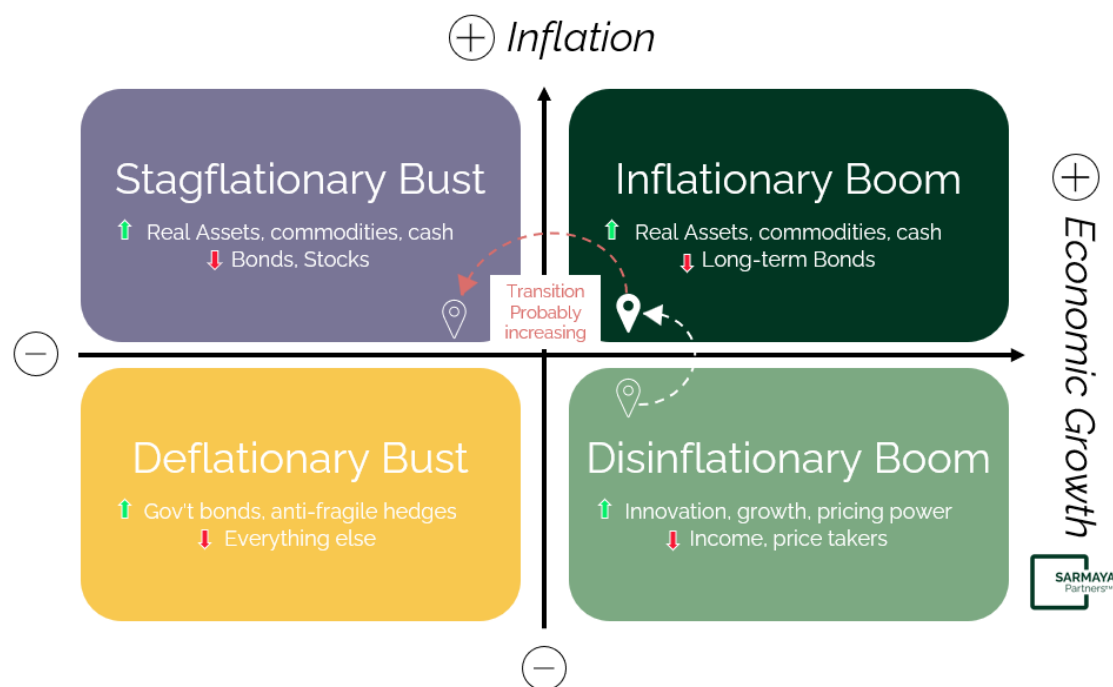 Inflation
Stagflationary Bust
Real Assets, commodities, cash
Bonds, Stocks
Inflationary Boom
Real Assets, commodities, cash
Long-term Bonds
Transition
Probably
increasing
Economic Growth
Deflationary Bust
Gov't bonds, anti-fragile hedges
Everything else
Disinflationary Boom
Innovation, growth, pricing power
Income, price takers
SARMAYA
Partners™